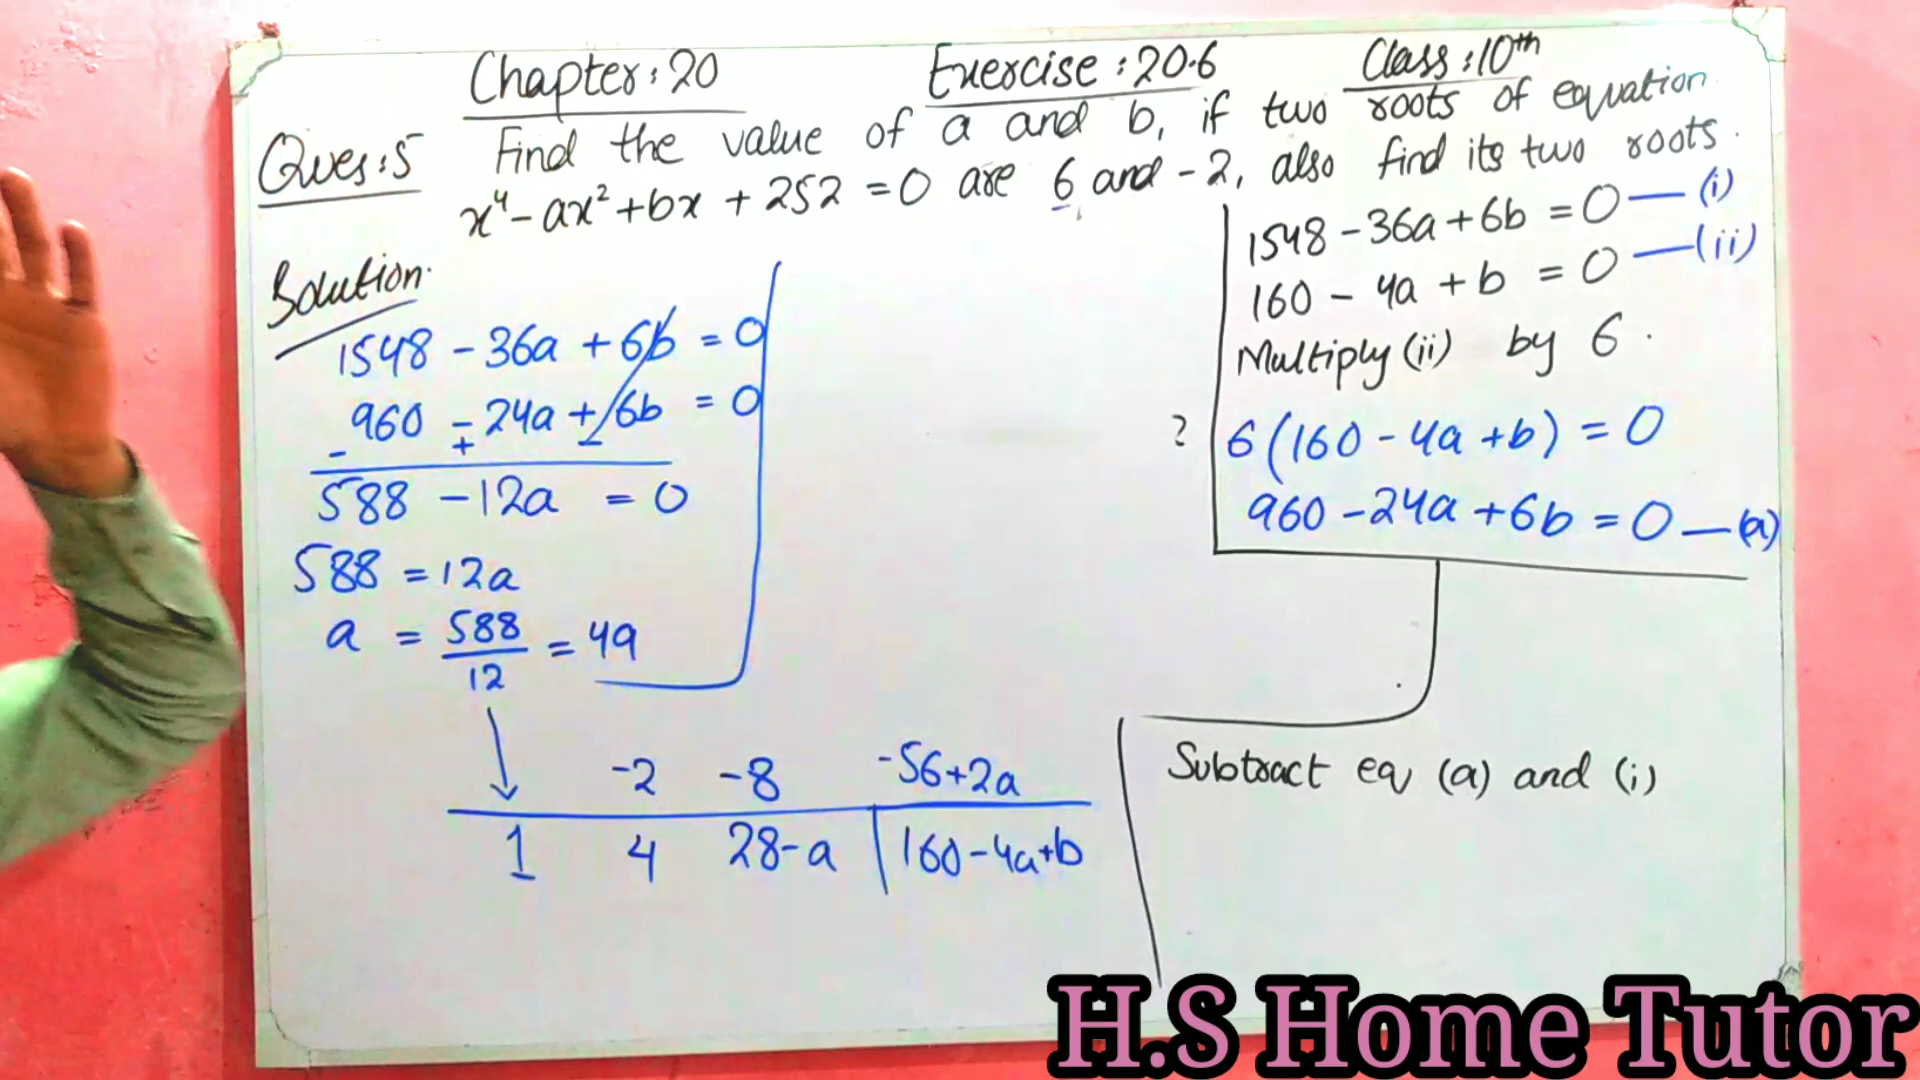 Chapter: 20 Exercise: 20.6 Class: 10th
Ques: 5 Find the value of a and b, if two roots of equation
x⁴ - ax² + bx + 252 = 0 are 6 and -2, also find its two roots.
Solution.
1548 - 36a + 6b = 0
960 - 24a + 6b = 0
- + -
588 - 12a = 0
588 = 12a
a = 588/12 = 49
-2 -8 -56+2a
1 4 28-a | 160-4a+b
1548 - 36a + 6b = 0 — (i)
160 - 4a + b = 0 — (ii)
Multiply (ii) by 6.
? 6(160 - 4a + b) = 0
960 - 24a + 6b = 0 — (a)
Subtract eq (a) and (i)
H.S Home Tutor